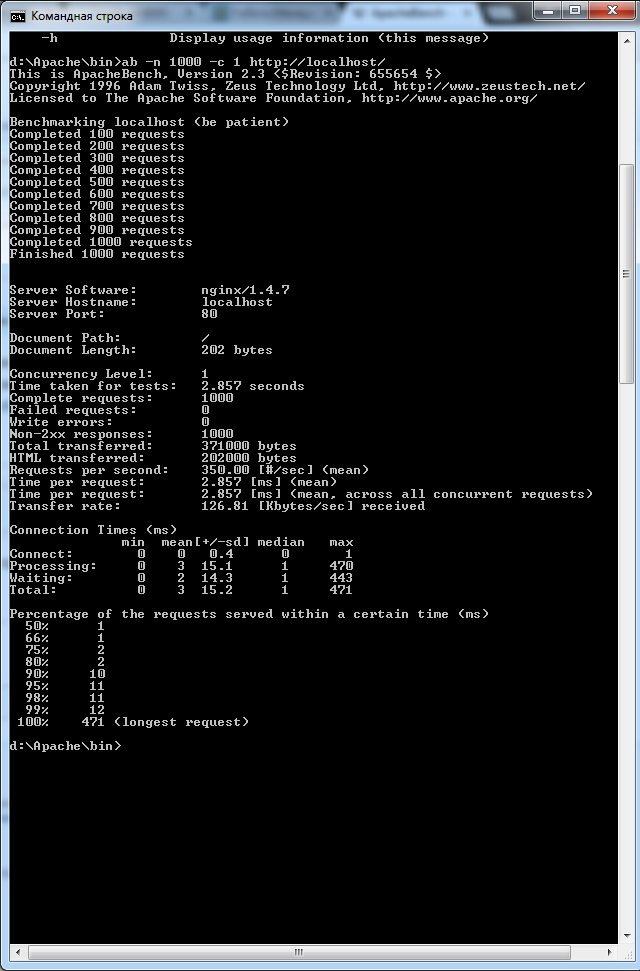 Командная строка
-h Display usage information (this message)
d:\Apache\bin>ab -n 1000 -c 1 http://localhost/
This is ApacheBench, Version 2.3 <$Revision: 655654 $>
Copyright 1996 Adam Twiss, Zeus Technology Ltd, http://www.zeustech.net/
Licensed to The Apache Software Foundation, http://www.apache.org/
Benchmarking localhost (be patient)
Completed 100 requests
Completed 200 requests
Completed 300 requests
Completed 400 requests
Completed 500 requests
Completed 600 requests
Completed 700 requests
Completed 800 requests
Completed 900 requests
Completed 1000 requests
Finished 1000 requests
Server Software: nginx/1.4.7
Server Hostname: localhost
Server Port: 80
Document Path: /
Document Length: 202 bytes
Concurrency Level: 1
Time taken for tests: 2.857 seconds
Complete requests: 1000
Failed requests: 0
Write errors: 0
Non-2xx responses: 1000
Total transferred: 371000 bytes
HTML transferred: 202000 bytes
Requests per second: 350.00 [#/sec] (mean)
Time per request: 2.857 [ms] (mean)
Time per request: 2.857 [ms] (mean, across all concurrent requests)
Transfer rate: 126.81 [Kbytes/sec] received
Connection Times (ms)
min mean[+/-sd] median max
Connect: 0 0 0.4 0 1
Processing: 0 3 15.1 1 470
Waiting: 0 2 14.3 1 443
Total: 0 3 15.2 1 471
Percentage of the requests served within a certain time (ms)
50% 1
66% 1
75% 2
80% 2
90% 10
95% 11
98% 11
99% 12
100% 471 (longest request)
d:\Apache\bin>